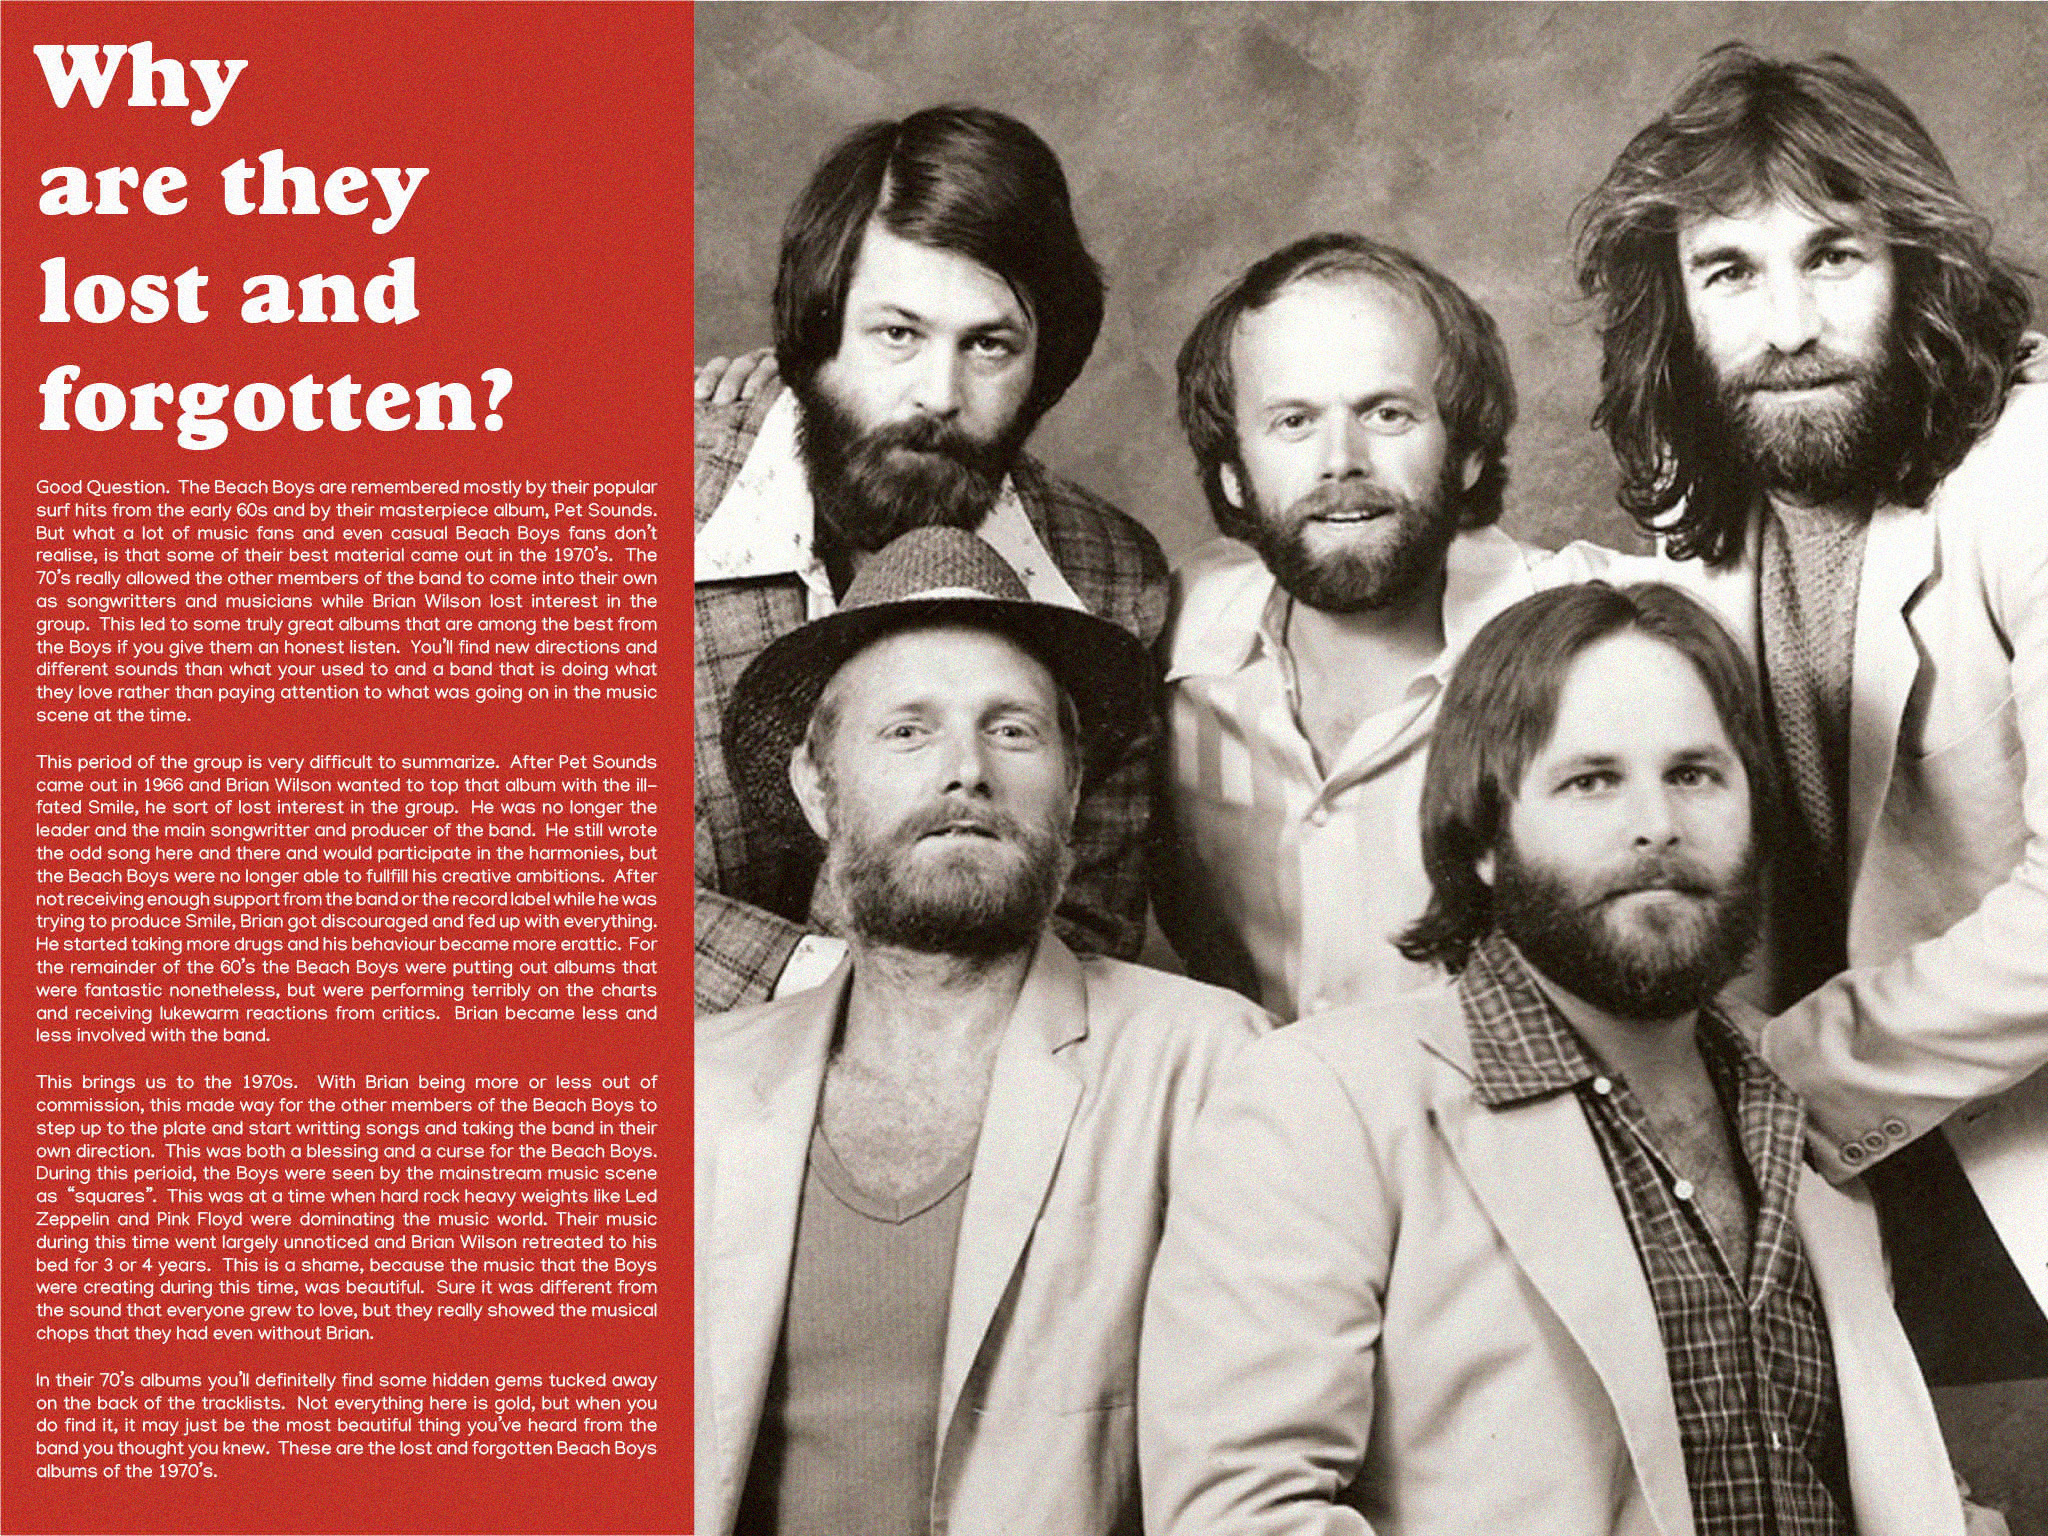 Why
are they
lost and
forgotten?
Good Question. The Beach Boys are remembered mostly by their popular
surf hits from the early 60s and by their masterpiece album, Pet Sounds.
But what a lot of music fans and even casual Beach Boys fans don’t
realise, is that some of their best material came out in the 1970’s. The
70’s really allowed the other members of the band to come into their own
as songwritters and musicians while Brian Wilson lost interest in the
group. This led to some truly great albums that are among the best from
the Boys if you give them an honest listen. You’ll find new directions and
different sounds than what your used to and a band that is doing what
they love rather than paying attention to what was going on in the music
scene at the time.
This period of the group is very difficult to summarize. After Pet Sounds
came out in 1966 and Brian Wilson wanted to top that album with the ill-
fated Smile, he sort of lost interest in the group. He was no longer the
leader and the main songwritter and producer of the band. He still wrote
the odd song here and there and would participate in the harmonies, but
the Beach Boys were no longer able to fullfill his creative ambitions. After
not receiving enough support from the band or the record label while he was
trying to produce Smile, Brian got discouraged and fed up with everything.
He started taking more drugs and his behaviour became more erattic. For
the remainder of the 60’s the Beach Boys were putting out albums that
were fantastic nonetheless, but were performing terribly on the charts
and receiving lukewarm reactions from critics. Brian became less and
less involved with the band.
This brings us to the 1970s. With Brian being more or less out of
commission, this made way for the other members of the Beach Boys to
step up to the plate and start writting songs and taking the band in their
own direction. This was both a blessing and a curse for the Beach Boys.
During this perioid, the Boys were seen by the mainstream music scene
as “squares”. This was at a time when hard rock heavy weights like Led
Zeppelin and Pink Floyd were dominating the music world. Their music
during this time went largely unnoticed and Brian Wilson retreated to his
bed for 3 or 4 years. This is a shame, because the music that the Boys
were creating during this time, was beautiful. Sure it was different from
the sound that everyone grew to love, but they really showed the musical
chops that they had even without Brian.
In their 70’s albums you’ll definitelly find some hidden gems tucked away
on the back of the tracklists. Not everything here is gold, but when you
do find it, it may just be the most beautiful thing you’ve heard from the
band you thought you knew. These are the lost and forgotten Beach Boys
albums of the 1970’s.